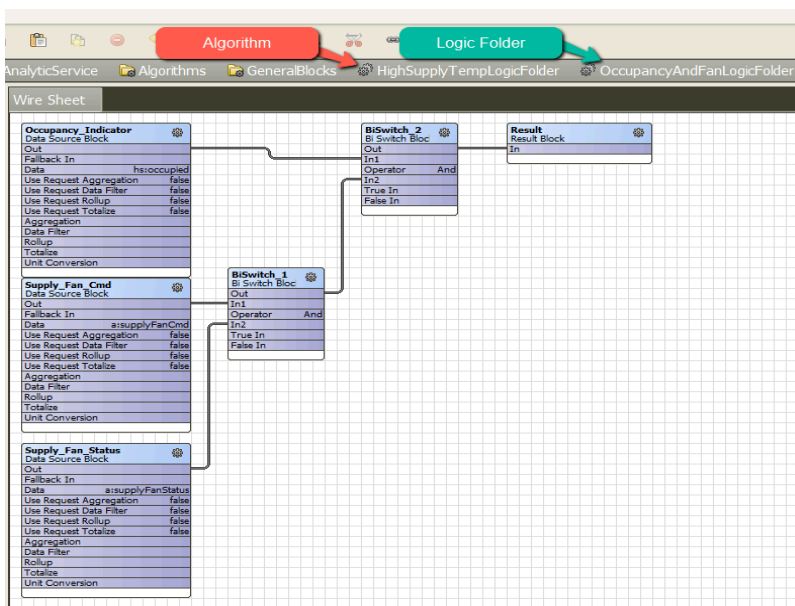 Algorithm
Logic Folder
AnalyticService Algorithms GeneralBlocks HighSupplyTempLogicFolder OccupancyAndFanLogicFolder
Wire Sheet
Occupancy_Indicator
Data Source Block
Out
Fallback In
Data hs:occupied
Use Request Aggregation false
Use Request Data Filter false
Use Request Rollup false
Use Request Totalize false
Aggregation
Data Filter
Rollup
Totalize
Unit Conversion
BiSwitch_2
Bi Switch Bloc
Out
In1
Operator And
In2
True In
False In
Result
Result Block
In
BiSwitch_1
Bi Switch Bloc
Out
In1
Operator And
In2
True In
False In
Supply_Fan_Cmd
Data Source Block
Out
Fallback In
Data a:supplyFanCmd
Use Request Aggregation false
Use Request Data Filter false
Use Request Rollup false
Use Request Totalize false
Aggregation
Data Filter
Rollup
Totalize
Unit Conversion
Supply_Fan_Status
Data Source Block
Out
Fallback In
Data a:supplyFanStatus
Use Request Aggregation false
Use Request Data Filter false
Use Request Rollup false
Use Request Totalize false
Aggregation
Data Filter
Rollup
Totalize
Unit Conversion